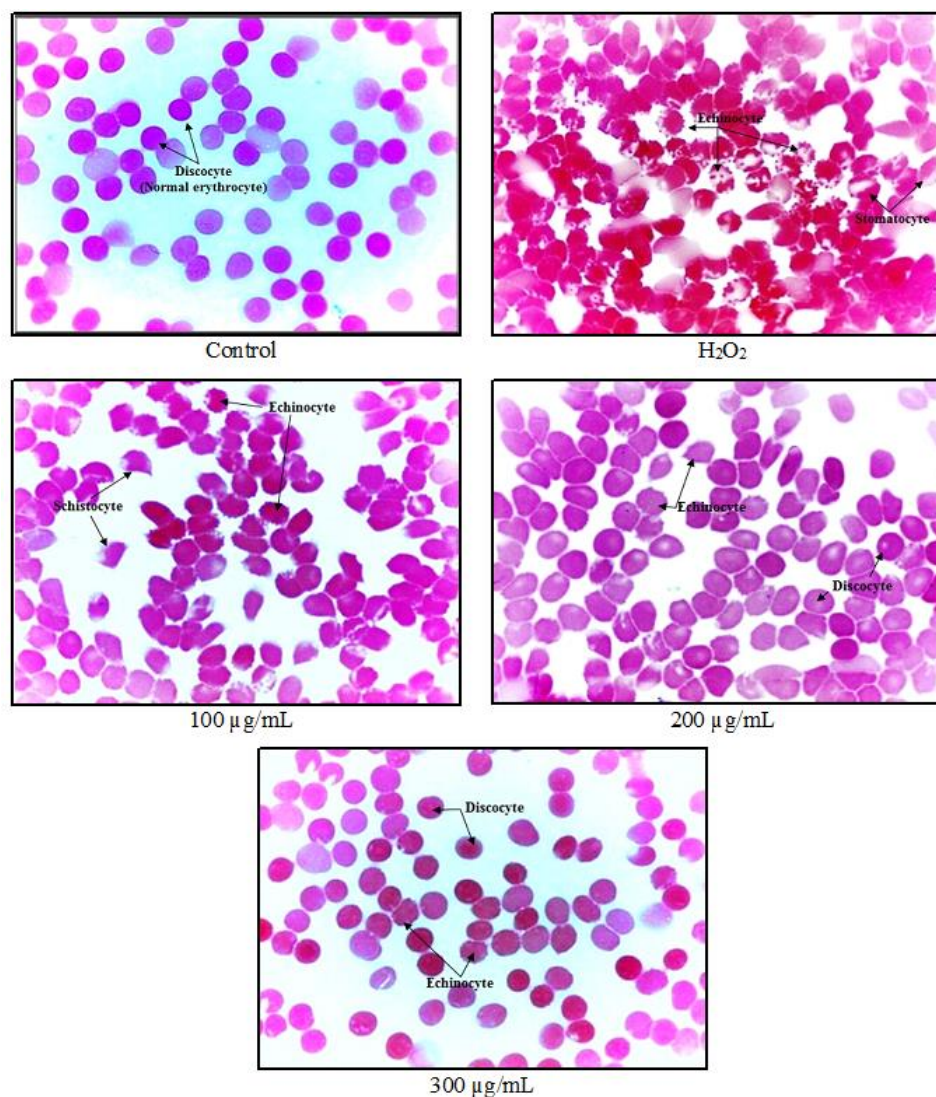 Discocyte
(Normal erythrocyte)
Control
Echinocyte
Stomatocyte
H₂O₂
Echinocyte
Schistocyte
100 µg/mL
Echinocyte
Discocyte
200 µg/mL
Discocyte
Echinocyte
300 µg/mL